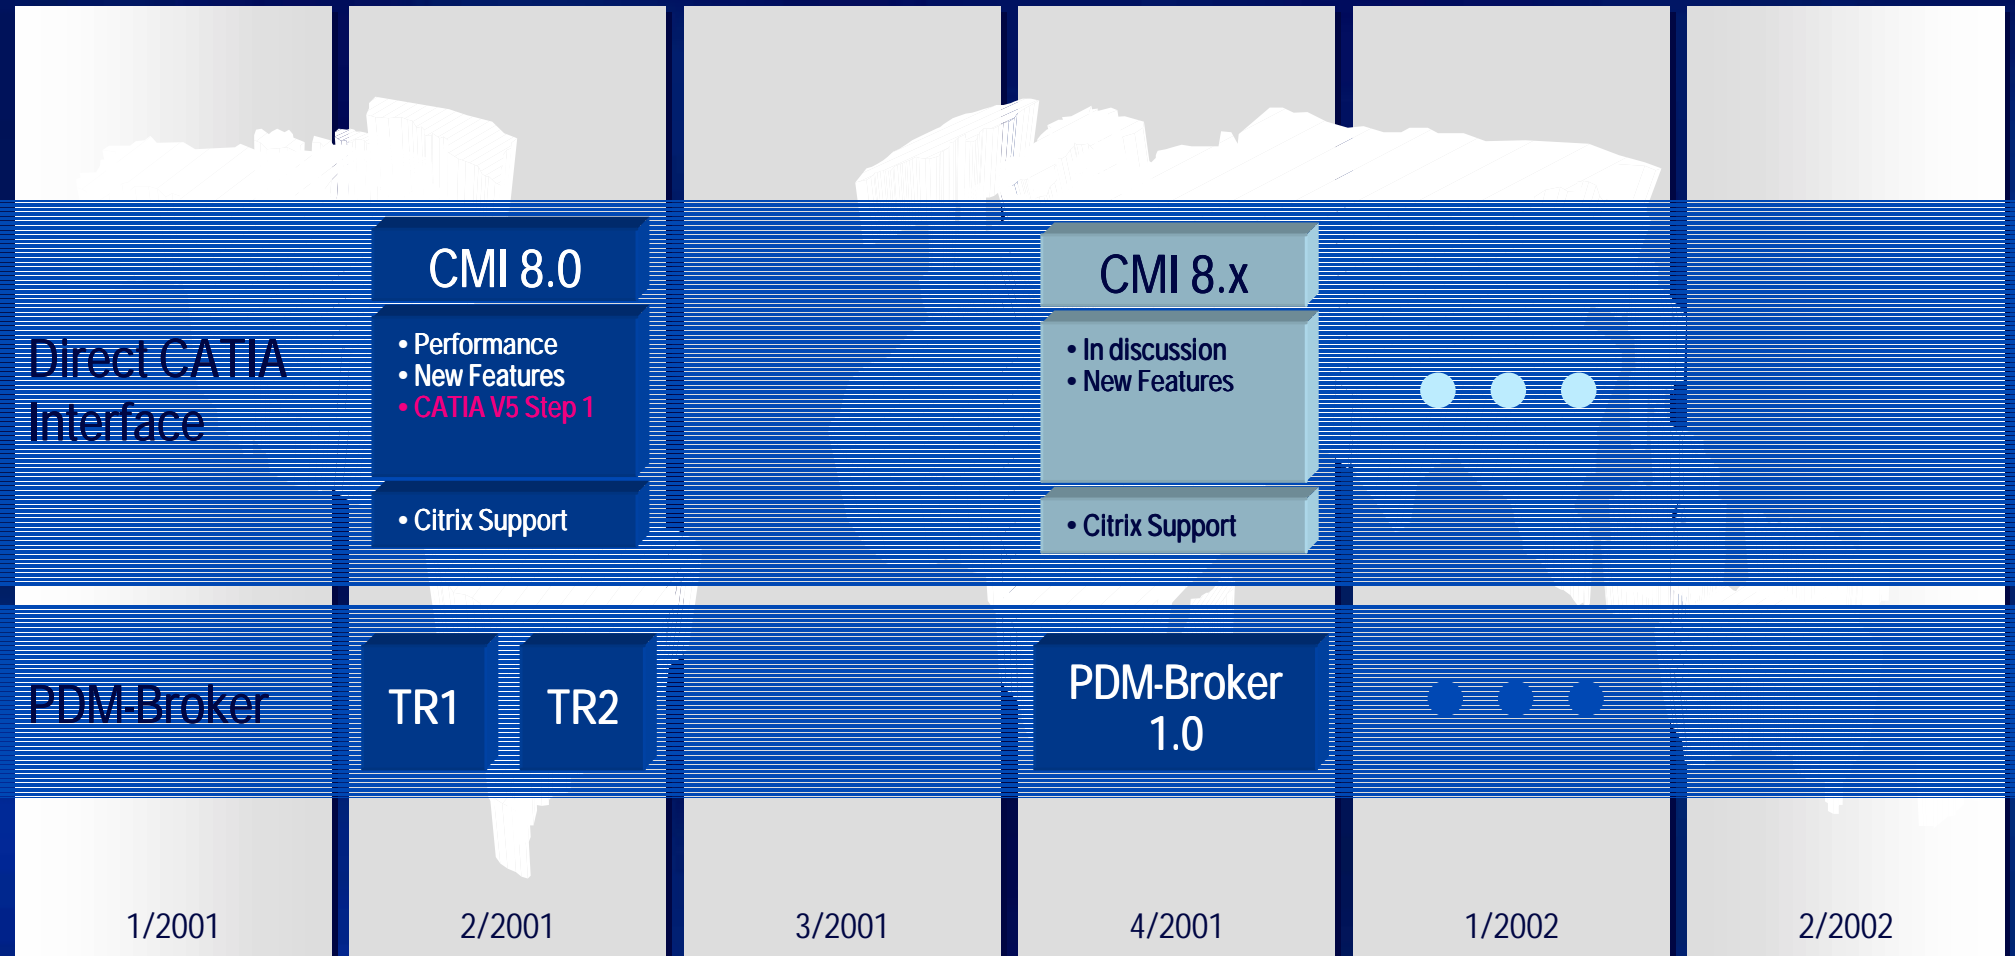 Direct CATIA
Interface
CMI 8.0
• Performance
• New Features
• CATIA V5 Step 1
• Citrix Support
CMI 8.x
• In discussion
• New Features
• Citrix Support
PDM-Broker
TR1
TR2
PDM-Broker
1.0
1/2001
2/2001
3/2001
4/2001
1/2002
2/2002